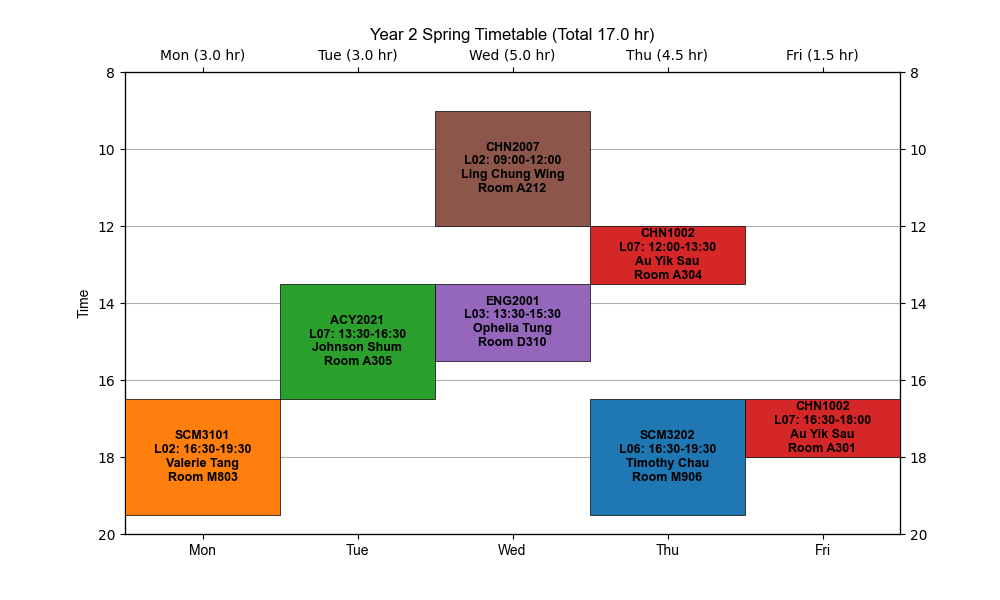 Year 2 Spring Timetable (Total 17.0 hr)
Mon (3.0 hr) Tue (3.0 hr) Wed (5.0 hr) Thu (4.5 hr) Fri (1.5 hr)
8 8
CHN2007
L02: 09:00-12:00
Ling Chung Wing
Room A212
10 10
12 12
CHN1002
L07: 12:00-13:30
Au Yik Sau
Room A304
Time
14 14
ACY2021
L07: 13:30-16:30
Johnson Shum
Room A305
ENG2001
L03: 13:30-15:30
Ophelia Tung
Room D310
16 16
SCM3101
L02: 16:30-19:30
Valerie Tang
Room M803
SCM3202
L06: 16:30-19:30
Timothy Chau
Room M906
CHN1002
L07: 16:30-18:00
Au Yik Sau
Room A301
18 18
20 20
Mon Tue Wed Thu Fri